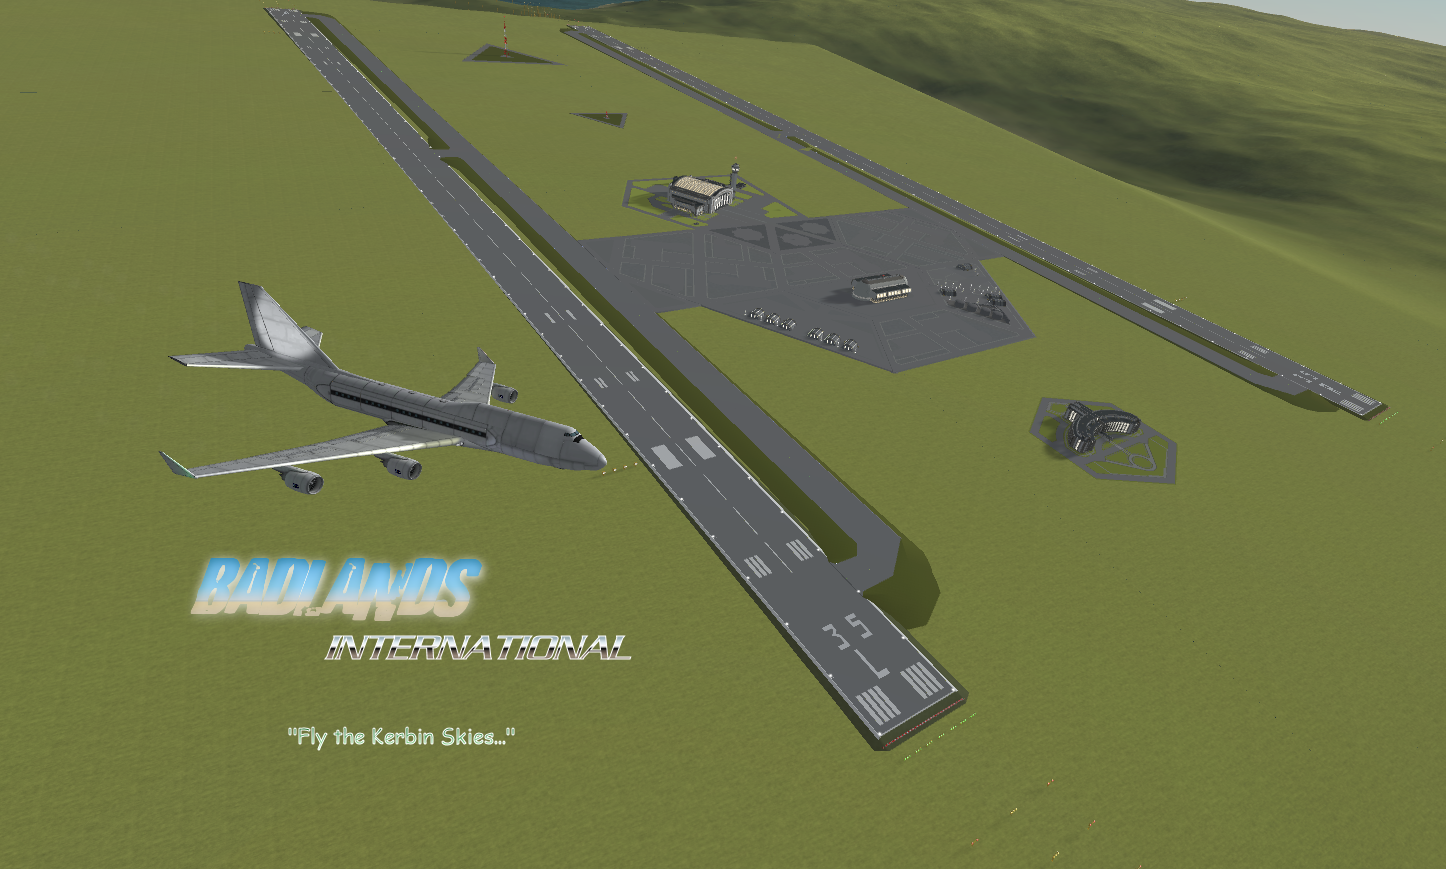 BADLANDS
INTERNATIONAL
"Fly the Kerbin Skies..."
35
L